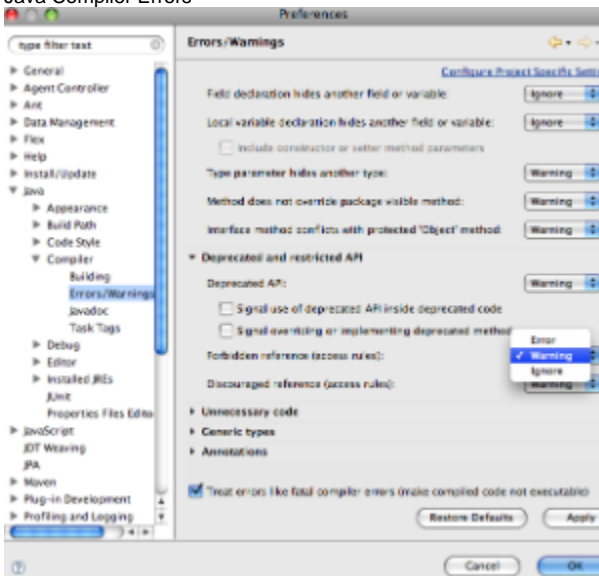 Java Compiler Errors
Preferences
type filter text
Errors/Warnings
Configure Project Specific
General
Agent Controller
Ant
Data Management
Flex
Help
Install/Update
Java
Appearance
Build Path
Code Style
Compiler
Building
Errors/Warnings
Javadoc
Task Tags
Debug
Editor
Installed JREs
JUnit
Properties Files
JavaScript
JDT Weaving
JPA
Maven
Plug-in Development
Profiling and Logging
Field declaration hides another field or variable: Ignore
Local variable declaration hides another field or variable: Ignore
Include constructor or setter method parameters
Type parameter hides another type: Warning
Method does not override package visible method: Warning
Interface method conflicts with protected 'Object' method Warning
Deprecated and restricted API
Deprecated API: Warning
Signal use of deprecated API inside deprecated code
Signal overriding or implementing deprecated method
Error
Forbidden reference (access rules): Warning
Ignore
Discouraged reference (access rules): Warning
Unnecessary code
Generic types
Annotations
Treat errors like fatal compiler errors (make compiled code not executable)
Restore Defaults Apply
Cancel OK